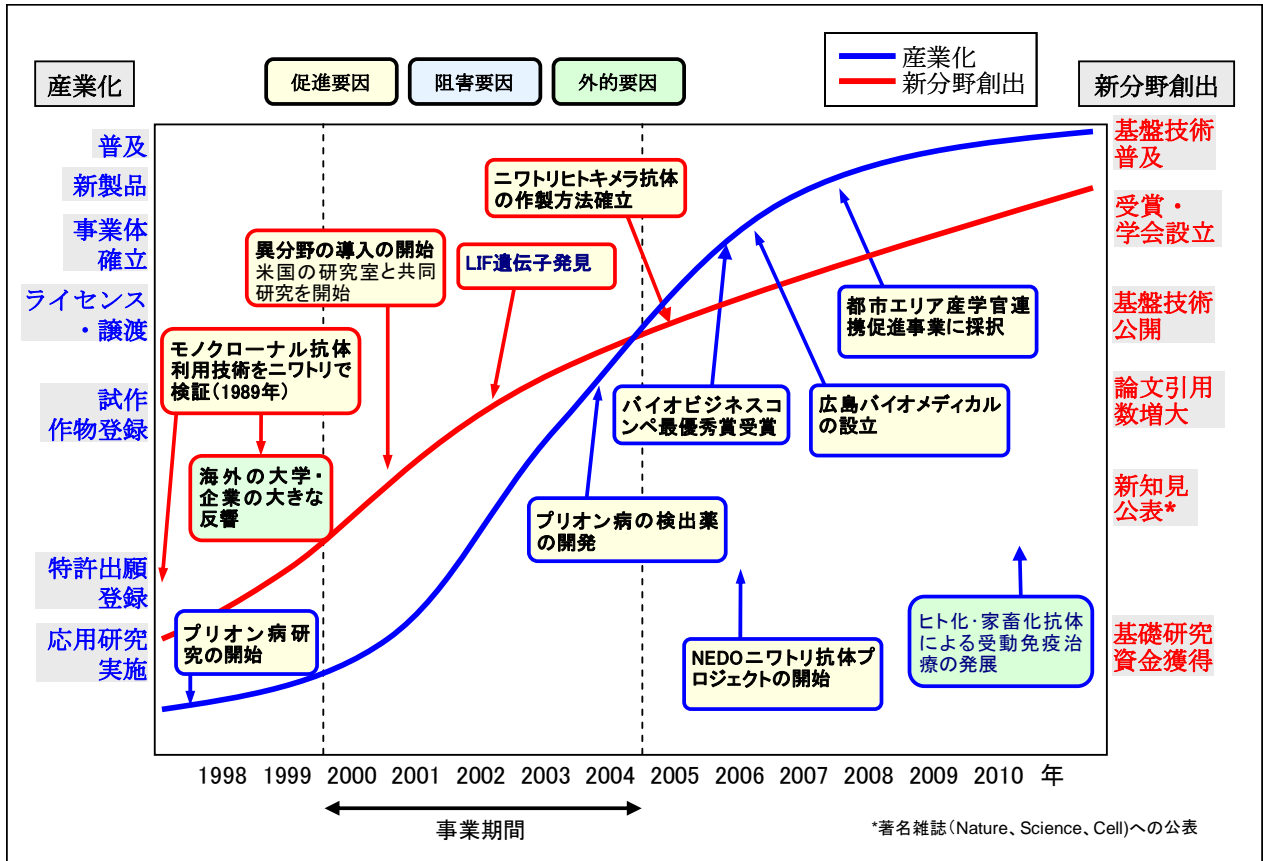 産業化
促進要因
阻害要因
外的要因
産業化
新分野創出
新分野創出
普及
新製品
事業体
確立
ライセンス
・譲渡
試作
作物登録
特許出願
登録
応用研究
実施
モノクローナル抗体
利用技術をニワトリで
検証(1989年)
海外の大学・
企業の大きな
反響
プリオン病研
究の開始
異分野の導入の開始
米国の研究室と共同
研究を開始
LIF遺伝子発見
ニワトリヒトキメラ抗体
の作製方法確立
プリオン病の検出薬
の開発
バイオビジネスコ
ンペ最優秀賞受賞
広島バイオメディカル
の設立
都市エリア産学官連
携促進事業に採択
NEDOニワトリ抗体プ
ロジェクトの開始
ヒト化・家畜化抗体
による受動免疫治
療の発展
基盤技術
普及
受賞・
学会設立
基盤技術
公開
論文引用
数増大
新知見
公表*
基礎研究
資金獲得
1998 1999 2000 2001 2002 2003 2004 2005 2006 2007 2008 2009 2010 年
事業期間
*著名雑誌(Nature、Science、Cell)への公表